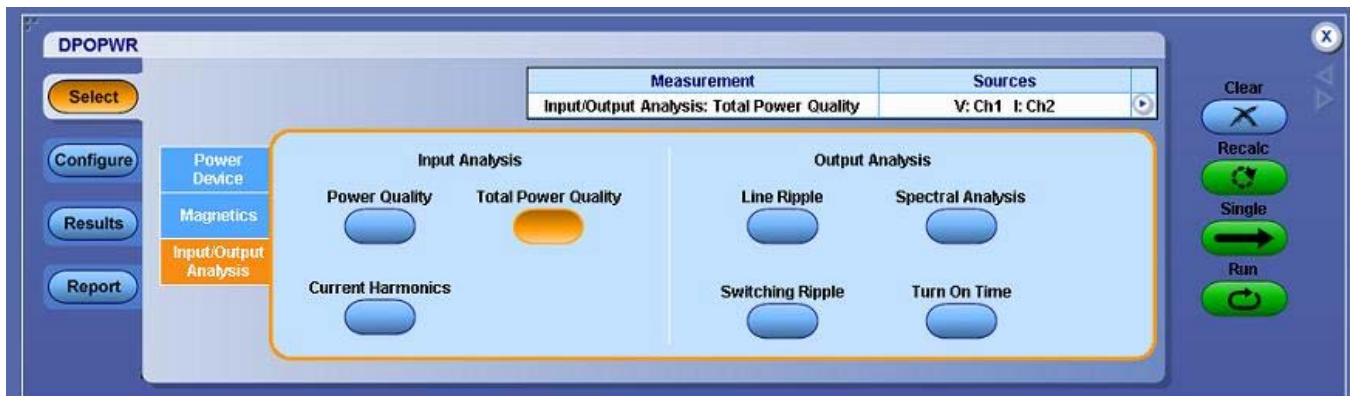 DPOPWR
X
Select
Configure
Results
Report
Measurement Sources
Input/Output Analysis: Total Power Quality V: Ch1 I: Ch2
Power
Device
Magnetics
Input/Output
Analysis
Input Analysis
Power Quality Total Power Quality
Current Harmonics
Output Analysis
Line Ripple Spectral Analysis
Switching Ripple Turn On Time
Clear
Recalc
Single
Run